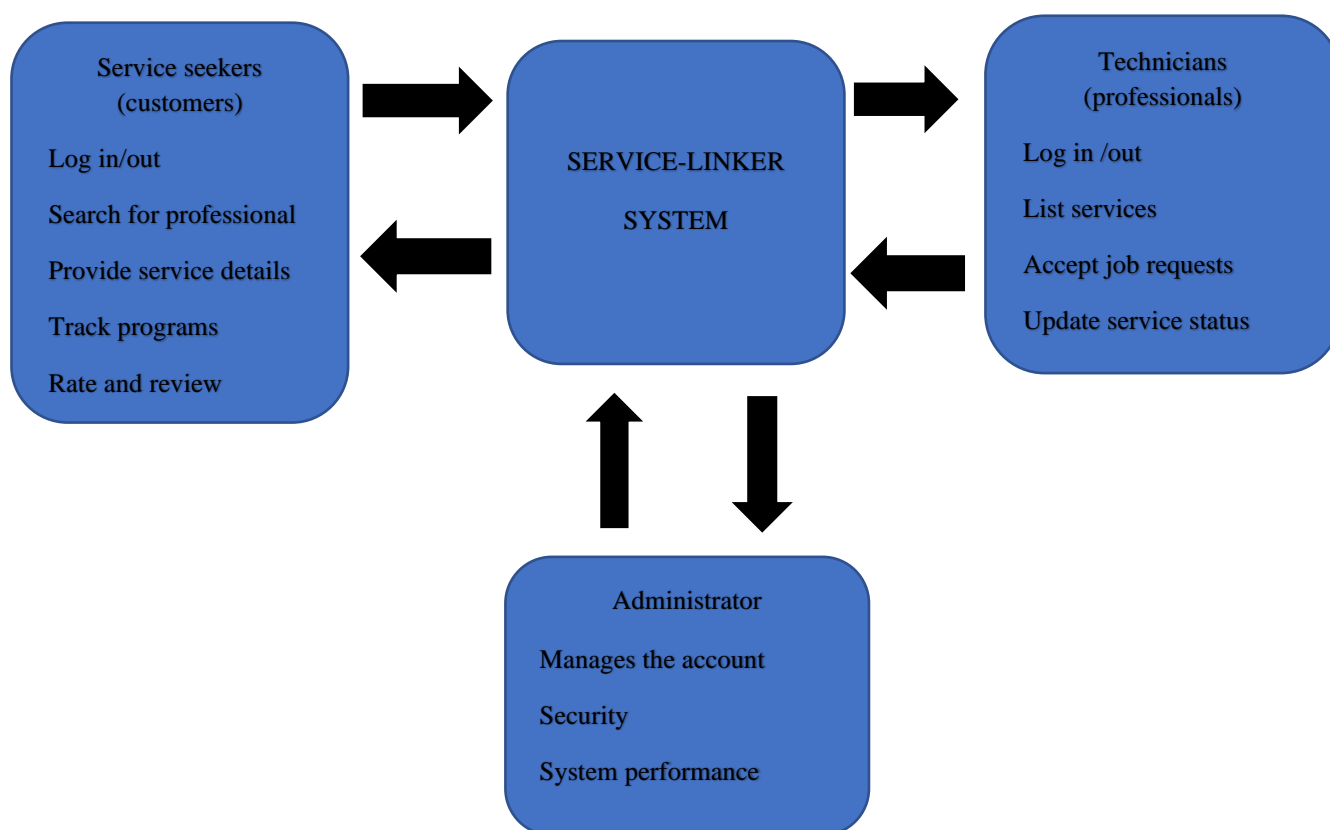 Service seekers
(customers)
Log in/out
Search for professional
Provide service details
Track programs
Rate and review
SERVICE-LINKER
SYSTEM
Technicians
(professionals)
Log in /out
List services
Accept job requests
Update service status
Administrator
Manages the account
Security
System performance